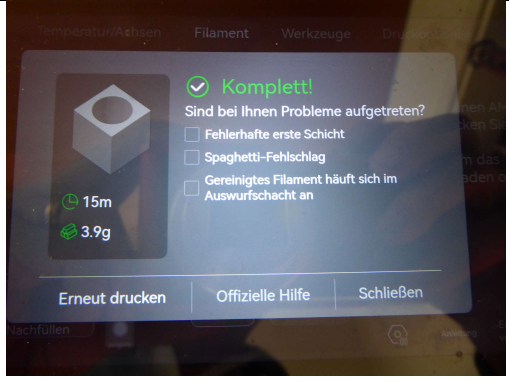 Temperatur/Achsen Filament Werkzeuge
Komplett!
Sind bei Ihnen Probleme aufgetreten?
Fehlerhafte erste Schicht
Spaghetti-Fehlschlag
Gereinigtes Filament häuft sich im
Auswurfschacht an
15m
3.9g
Erneut drucken Offizielle Hilfe Schließen
Nachfüllen